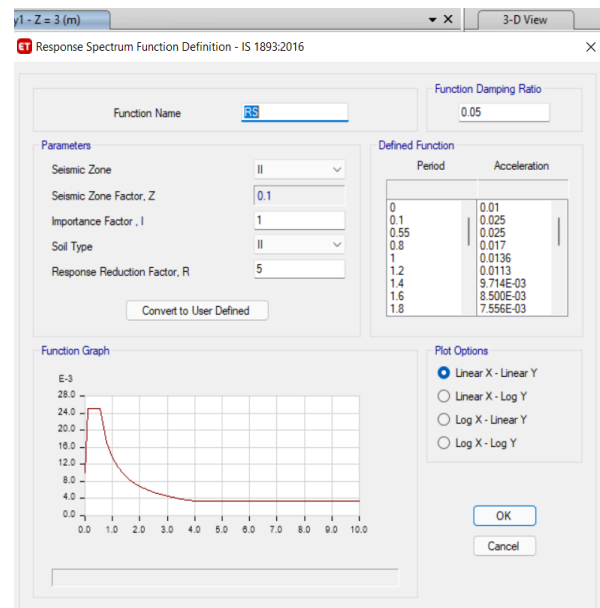 y1 - Z = 3 (m)
3-D View
ET Response Spectrum Function Definition - IS 1893:2016
Function Name
RS
Function Damping Ratio
0.05
Parameters
Seismic Zone
II
Seismic Zone Factor, Z
0.1
Importance Factor , I
1
Soil Type
II
Response Reduction Factor, R
5
Convert to User Defined
Defined Function
Period Acceleration
0 0.01
0.1 0.025
0.55 0.025
0.8 0.017
1 0.0136
1.2 0.0113
1.4 9.714E-03
1.6 8.500E-03
1.8 7.556E-03
Function Graph
E-3
28.0
24.0
20.0
16.0
12.0
8.0
4.0
0.0
0.0 1.0 2.0 3.0 4.0 5.0 6.0 7.0 8.0 9.0 10.0
Plot Options
Linear X - Linear Y
Linear X - Log Y
Log X - Linear Y
Log X - Log Y
OK
Cancel